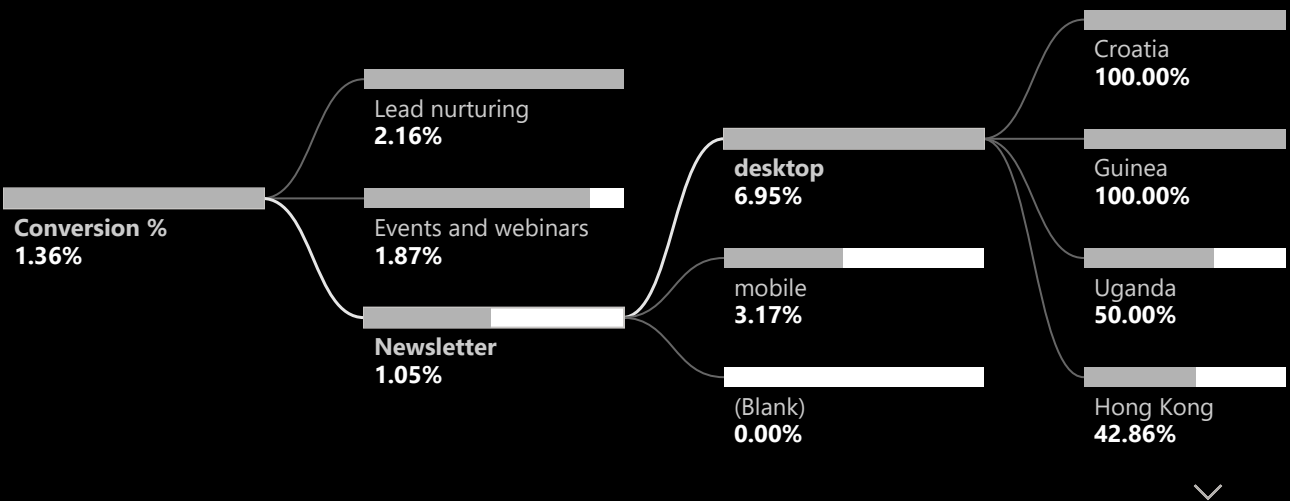 Conversion %
1.36%
Lead nurturing
2.16%
Events and webinars
1.87%
Newsletter
1.05%
desktop
6.95%
mobile
3.17%
(Blank)
0.00%
Croatia
100.00%
Guinea
100.00%
Uganda
50.00%
Hong Kong
42.86%